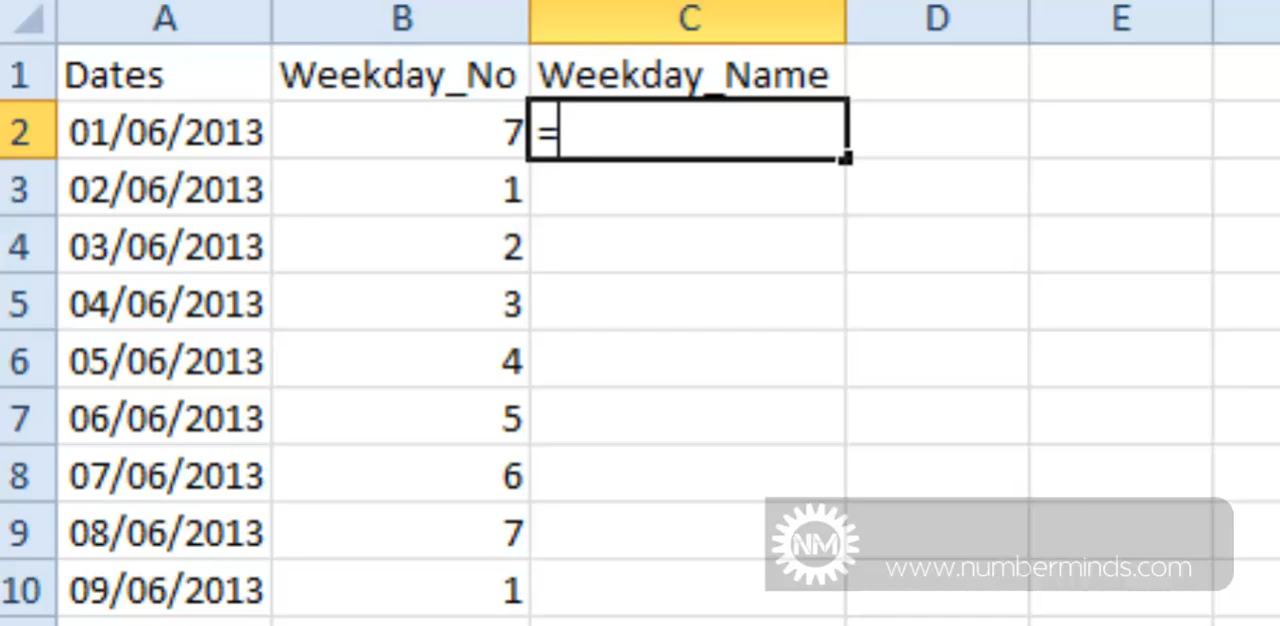 A B C D E
1 Dates Weekday_No Weekday_Name
2 01/06/2013 7 =
3 02/06/2013 1
4 03/06/2013 2
5 04/06/2013 3
6 05/06/2013 4
7 06/06/2013 5
8 07/06/2013 6
9 08/06/2013 7
10 09/06/2013 1
NM
www.numberminds.com